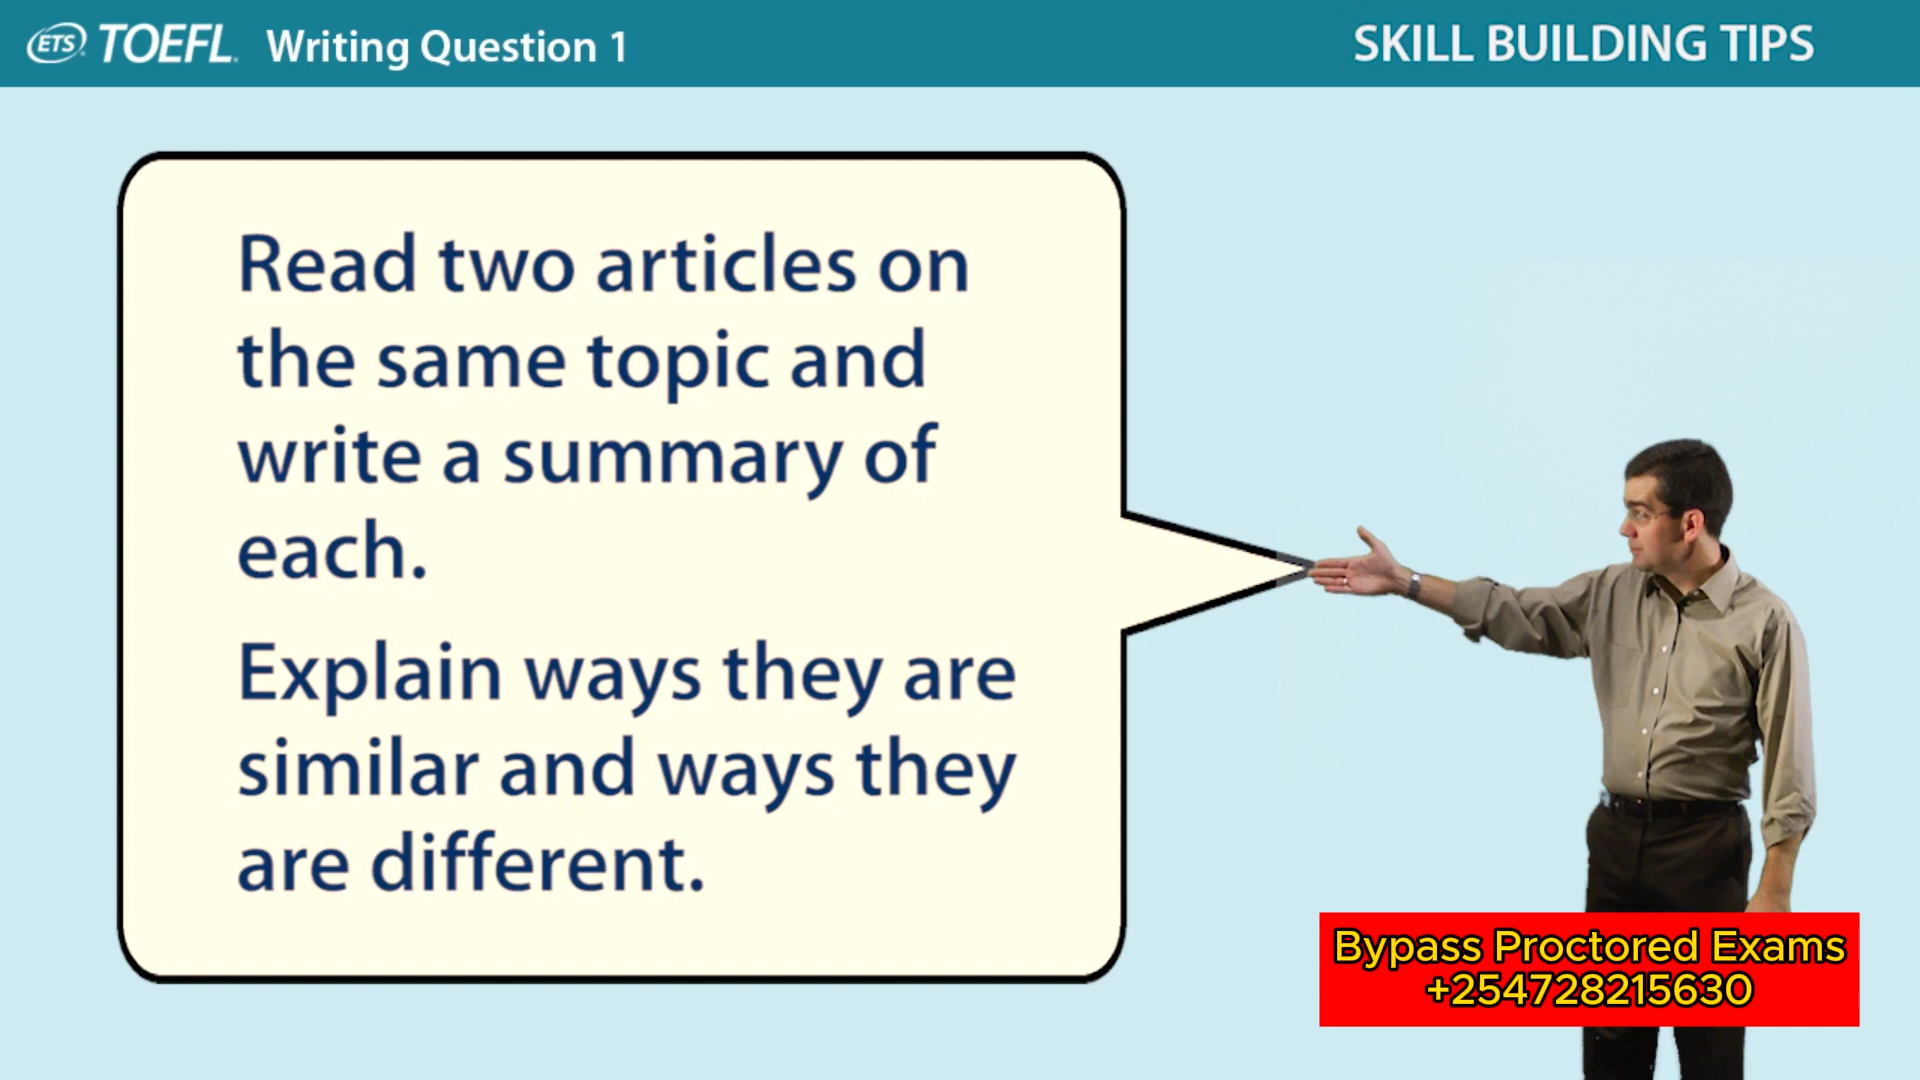 ETS TOEFL. Writing Question 1
SKILL BUILDING TIPS
Read two articles on
the same topic and
write a summary of
each.
Explain ways they are
similar and ways they
are different.
Bypass Proctored Exams
+254728215630